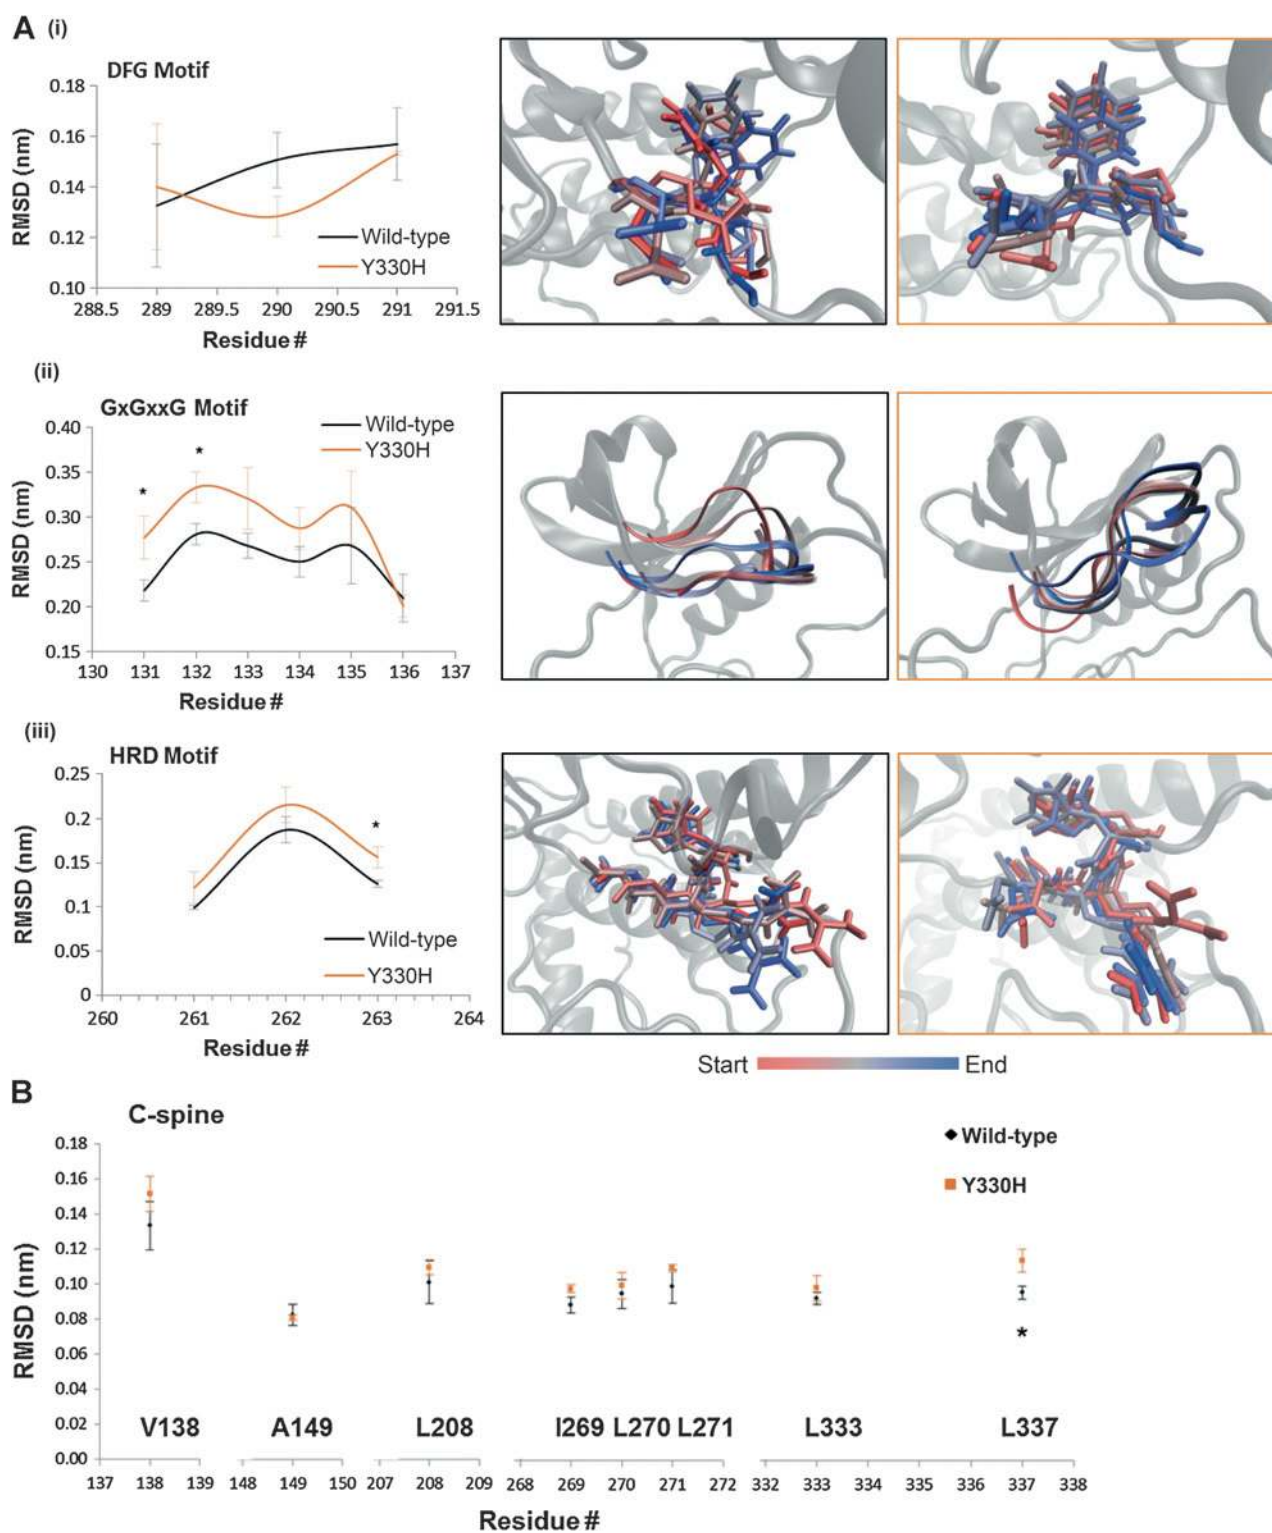 A (i)
DFG Motif
0.18
0.16
0.14
0.12
0.10
RMSD (nm)
Wild-type
Y330H
88.5 289 289.5 290 290.5 291 291.5
Residue #
(ii)
GxGxxG Motif
0.40
0.35
0.30
0.25
0.20
0.15
RMSD (nm)
Wild-type
Y330H
* *
130 131 132 133 134 135 136 137
Residue #
(iii)
HRD Motif
0.25
0.2
0.15
0.1
0.05
0
RMSD (nm)
*
Wild-type
Y330H
260 261 262 263 264
Residue #
Start End
B
C-spine
0.18
0.16
0.14
0.12
0.10
0.08
0.06
0.04
0.02
0.00
RMSD (nm)
Wild-type
Y330H
*
V138 A149 L208 I269 L270 L271 L333 L337
137 138 139 148 149 150 207 208 209 268 269 270 271 272 332 333 334 335 336 337 338
Residue #